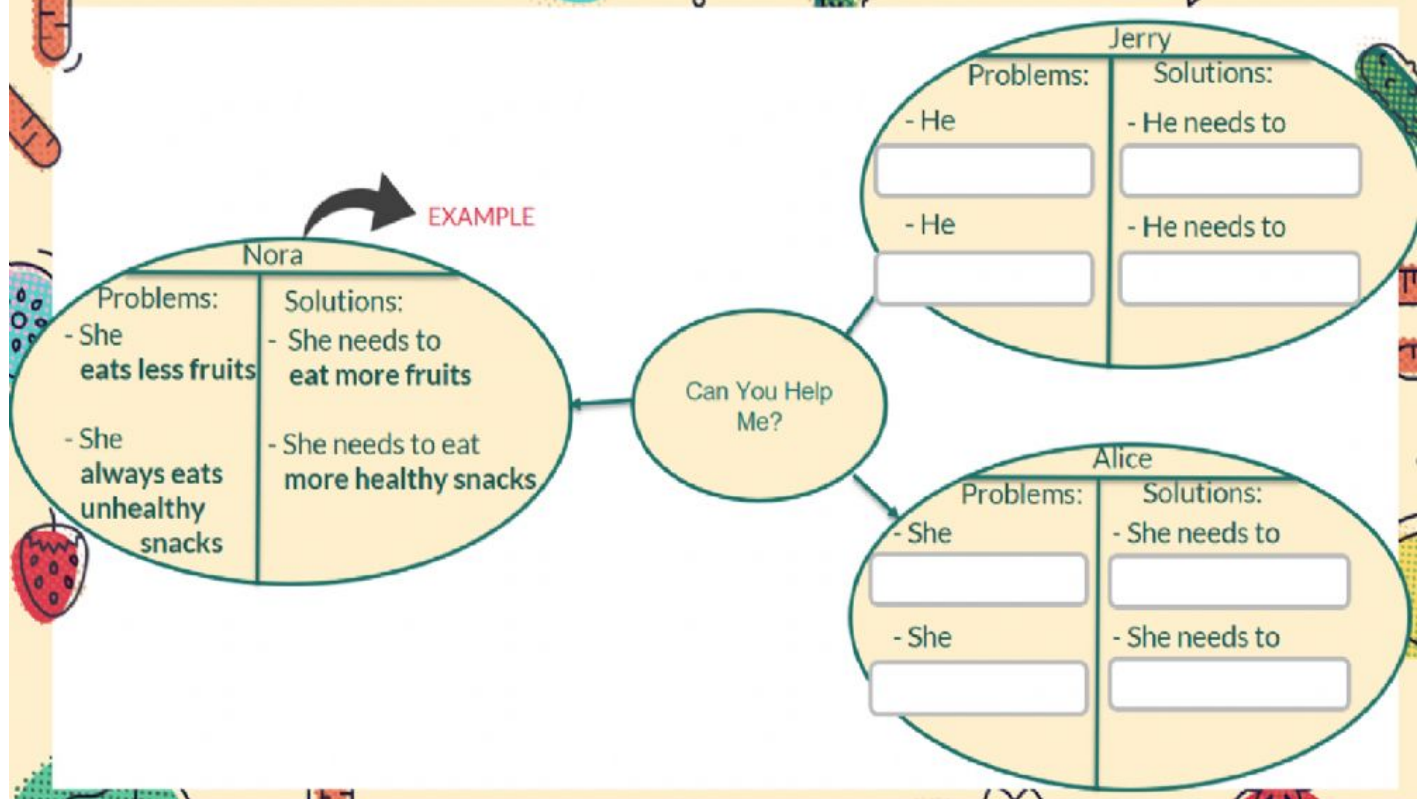 Jerry
Problems:
Solutions:
- He
- He needs to
- He
- He needs to
EXAMPLE
Nora
Problems:
Solutions:
- She
eats less fruits
- She needs to
eat more fruits
- She
always eats
unhealthy
snacks
- She needs to eat
more healthy snacks
Can You Help
Me?
Alice
Problems:
Solutions:
- She
- She needs to
- She
- She needs to